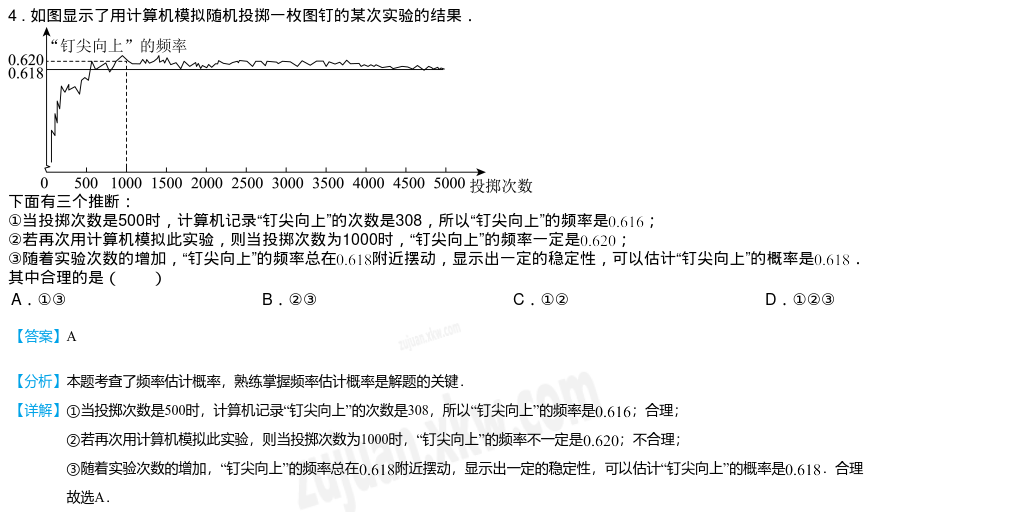 4．如图显示了用计算机模拟随机投掷一枚图钉的某次实验的结果．
“钉尖向上”的频率
0.620
0.618
0 500 1000 1500 2000 2500 3000 3500 4000 4500 5000 投掷次数
下面有三个推断：
①当投掷次数是500时，计算机记录“钉尖向上”的次数是308，所以“钉尖向上”的频率是0.616；
②若再次用计算机模拟此实验，则当投掷次数为1000时，“钉尖向上”的频率一定是0.620；
③随着实验次数的增加，“钉尖向上”的频率总在0.618附近摆动，显示出一定的稳定性，可以估计“钉尖向上”的概率是0.618．
其中合理的是（　　）
A．①③ B．②③ C．①② D．①②③
【答案】A
【分析】本题考查了频率估计概率，熟练掌握频率估计概率是解题的关键．
【详解】①当投掷次数是500时，计算机记录“钉尖向上”的次数是308，所以“钉尖向上”的频率是0.616；合理；
②若再次用计算机模拟此实验，则当投掷次数为1000时，“钉尖向上”的频率不一定是0.620；不合理；
③随着实验次数的增加，“钉尖向上”的频率总在0.618附近摆动，显示出一定的稳定性，可以估计“钉尖向上”的概率是0.618．合理
故选A．
zujuan.xkw.com
zujuan.xkw.com